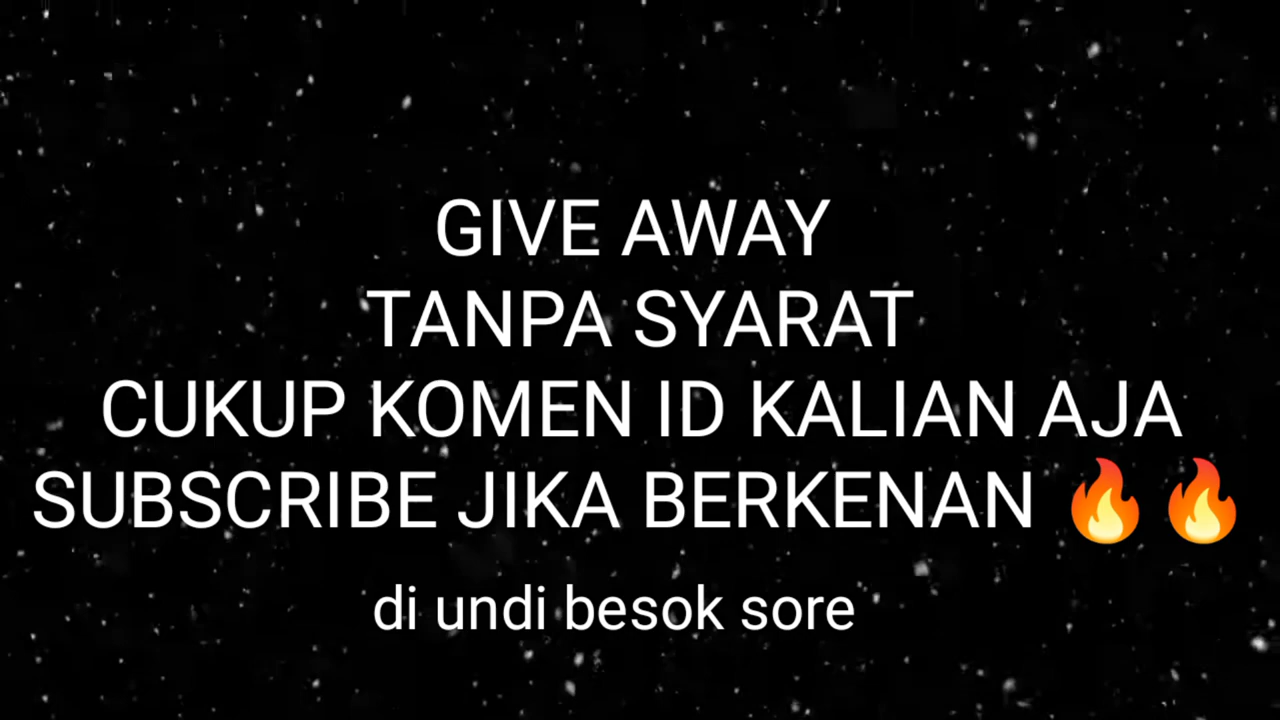 GIVE AWAY
TANPA SYARAT
CUKUP KOMEN ID KALIAN AJA
SUBSCRIBE JIKA BERKENAN 🔥🔥
di undi besok sore